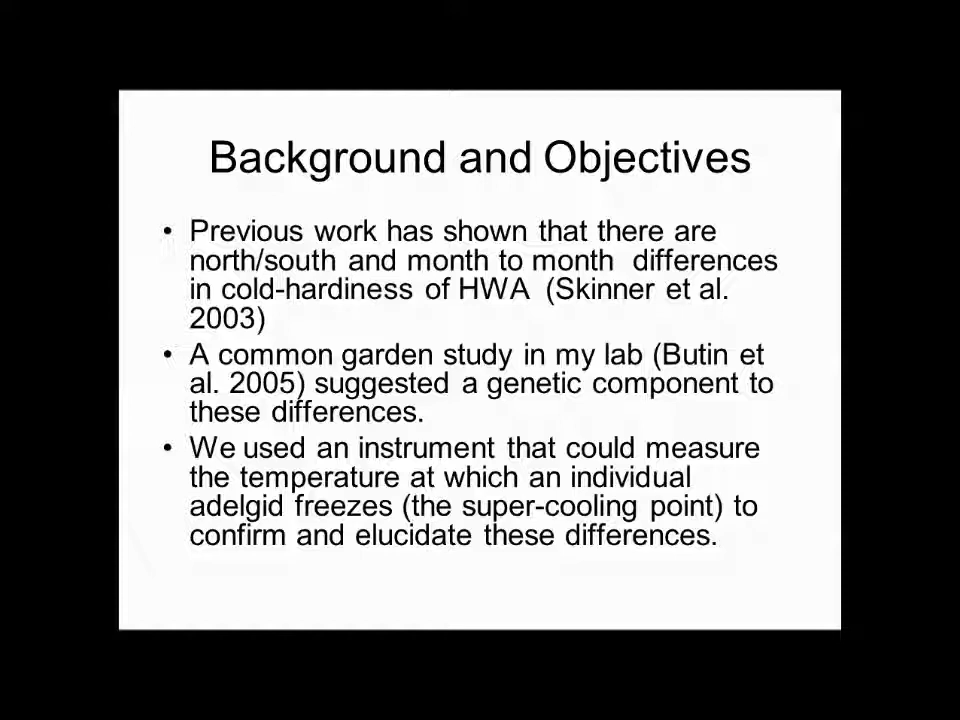 Background and Objectives
• Previous work has shown that there are
north/south and month to month differences
in cold-hardiness of HWA (Skinner et al.
2003)
• A common garden study in my lab (Butin et
al. 2005) suggested a genetic component to
these differences.
• We used an instrument that could measure
the temperature at which an individual
adelgid freezes (the super-cooling point) to
confirm and elucidate these differences.